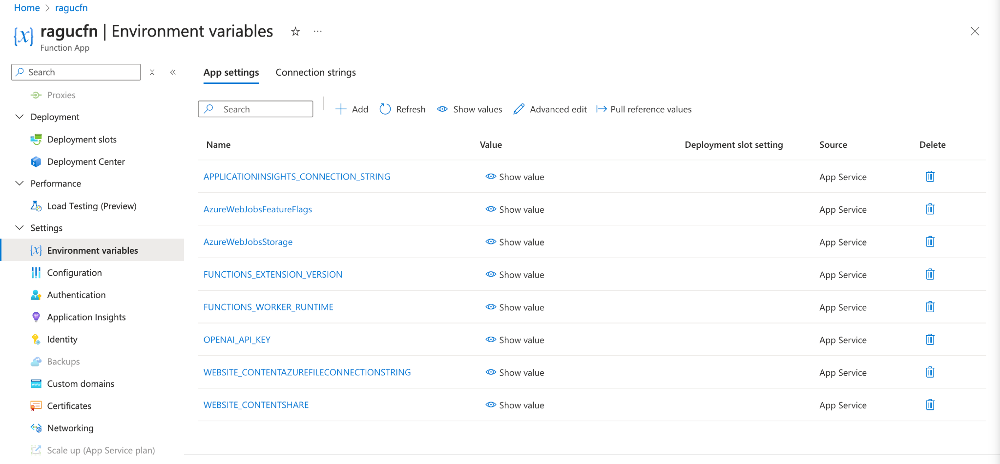 Home > ragucfn
ragucfn | Environment variables
Function App
Search
Proxies
Deployment
Deployment slots
Deployment Center
Performance
Load Testing (Preview)
Settings
Environment variables
Configuration
Authentication
Application Insights
Identity
Backups
Custom domains
Certificates
Networking
Scale up (App Service plan)
App settings Connection strings
Search Add Refresh Show values Advanced edit Pull reference values
Name Value Deployment slot setting Source Delete
APPLICATIONINSIGHTS_CONNECTION_STRING Show value App Service
AzureWebJobsFeatureFlags Show value App Service
AzureWebJobsStorage Show value App Service
FUNCTIONS_EXTENSION_VERSION Show value App Service
FUNCTIONS_WORKER_RUNTIME Show value App Service
OPENAI_API_KEY Show value App Service
WEBSITE_CONTENTAZUREFILECONNECTIONSTRING Show value App Service
WEBSITE_CONTENTSHARE Show value App Service